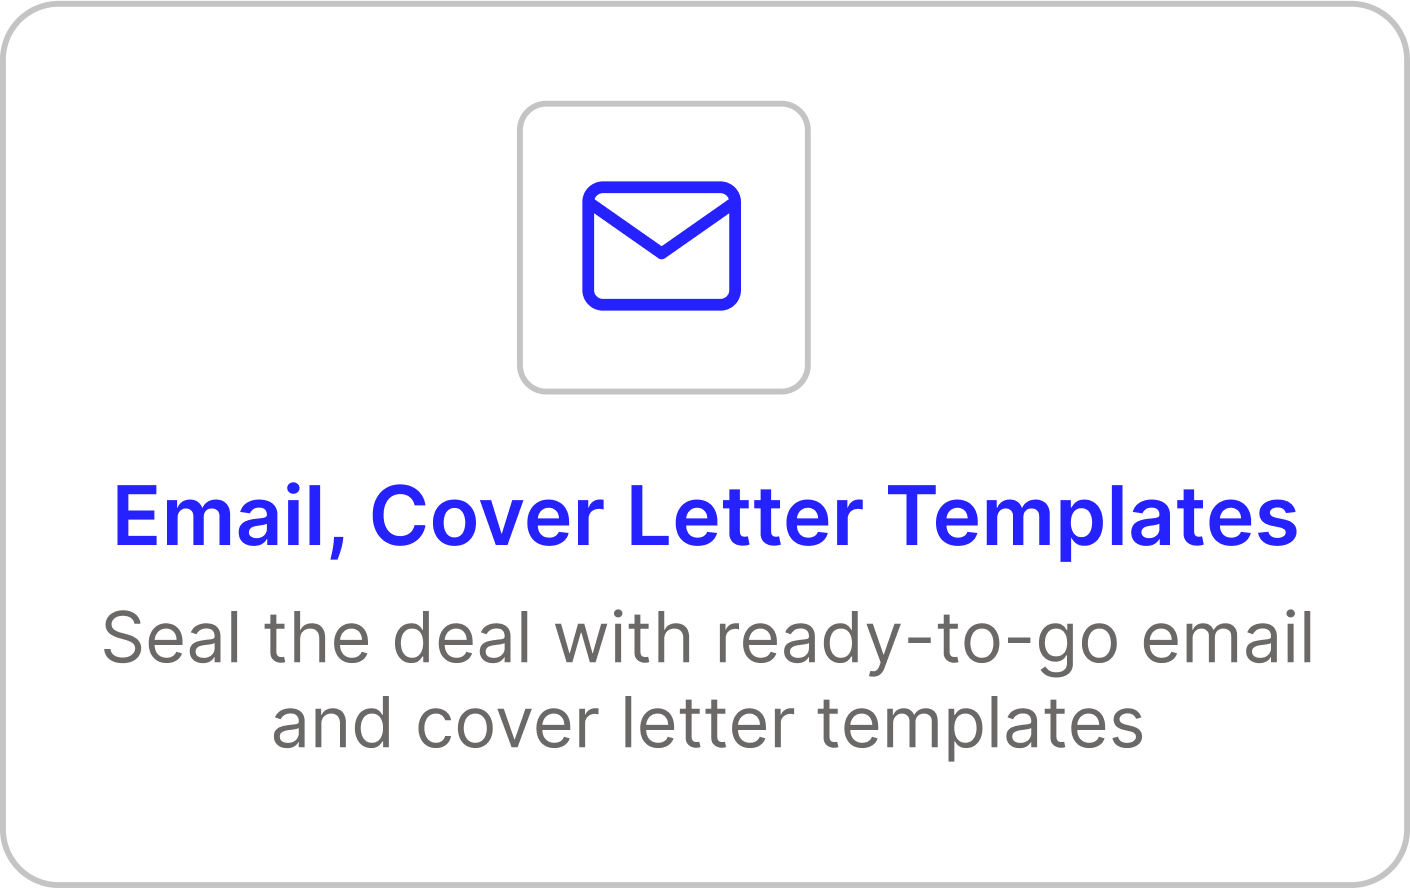 Email, Cover Letter Templates
Seal the deal with ready-to-go email
and cover letter templates